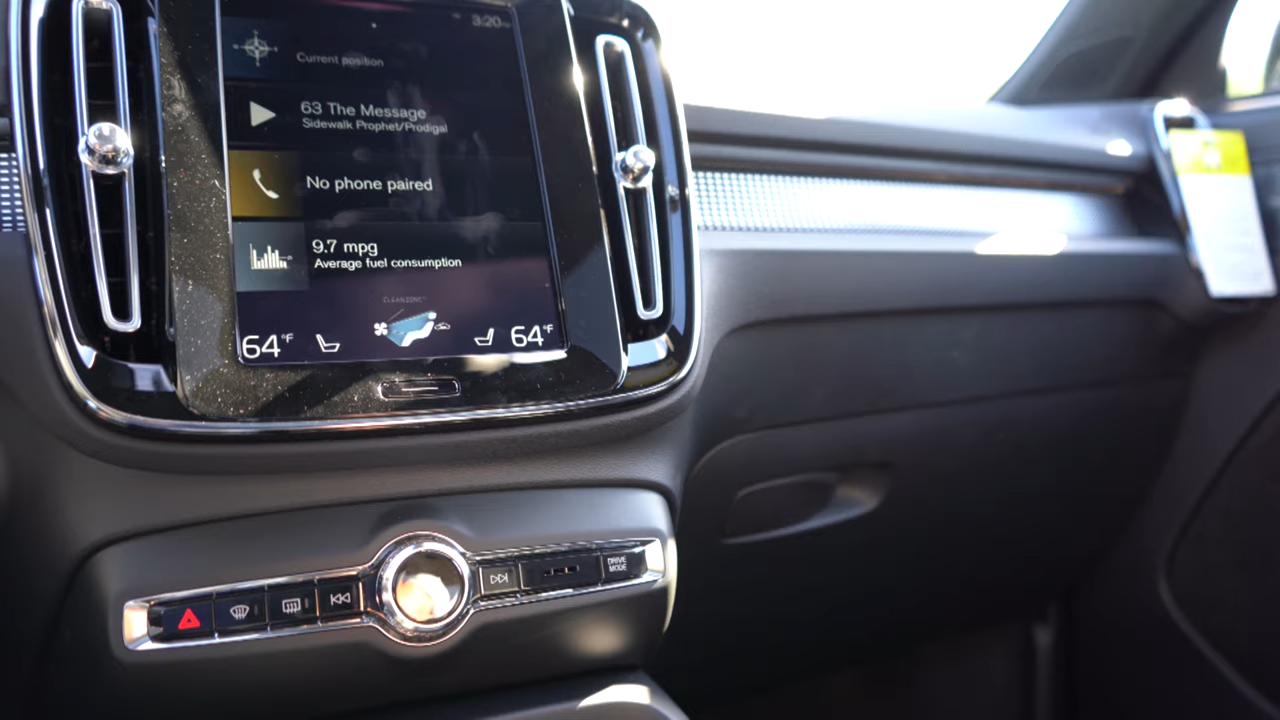 3:20
Current position
63 The Message
Sidewalk Prophet/Prodigal
No phone paired
9.7 mpg
Average fuel consumption
CLEANZONE
64°F
64°F
DRIVE
MODE